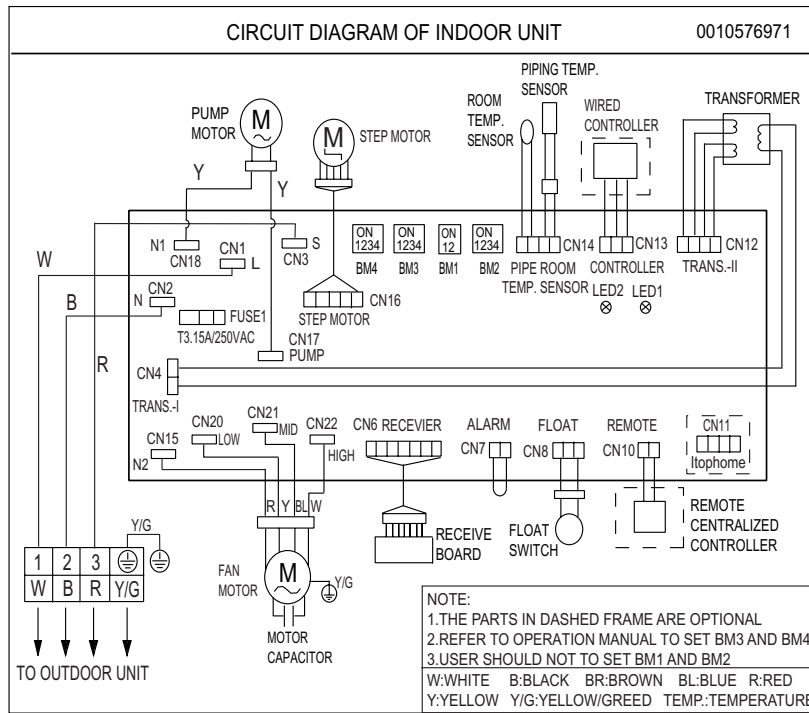 CIRCUIT DIAGRAM OF INDOOR UNIT 0010576971
PIPING TEMP.
SENSOR
ROOM
TEMP.
SENSOR
WIRED
CONTROLLER
TRANSFORMER
PUMP
MOTOR
M
M
STEP MOTOR
Y
Y
N1
CN18
CN1
L
S
CN3
ON
1234
BM4
ON
1234
BM3
ON
12
BM1
ON
1234
BM2
CN14
PIPE ROOM
TEMP. SENSOR
CN13
CONTROLLER
LED2 LED1
CN12
TRANS.-II
W
B
R
CN2
N
FUSE1
T3.15A/250VAC
CN16
STEP MOTOR
CN17
PUMP
CN4
TRANS.-I
CN15
N2
CN20
LOW
CN21
MID
CN22
HIGH
CN6 RECEVIER
ALARM
CN7
FLOAT
CN8
REMOTE
CN10
CN11
Itophome
R Y BL W
RECEIVE
BOARD
FLOAT
SWITCH
REMOTE
CENTRALIZED
CONTROLLER
Y/G
1 2 3
W B R Y/G
TO OUTDOOR UNIT
FAN
MOTOR
M
Y/G
MOTOR
CAPACITOR
NOTE:
1.THE PARTS IN DASHED FRAME ARE OPTIONAL
2.REFER TO OPERATION MANUAL TO SET BM3 AND BM4
3.USER SHOULD NOT TO SET BM1 AND BM2
W:WHITE B:BLACK BR:BROWN BL:BLUE R:RED
Y:YELLOW Y/G:YELLOW/GREED TEMP.:TEMPERATURE